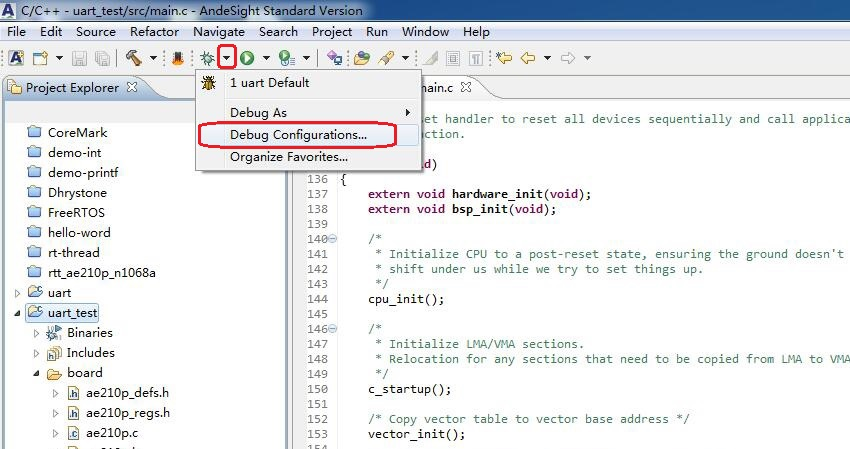 C/C++ - uart_test/src/main.c - AndeSight Standard Version
File Edit Source Refactor Navigate Search Project Run Window Help
Project Explorer
main.c
1 uart Default
Debug As
Debug Configurations...
Organize Favorites...
set handler to reset all devices sequentially and call applica
ction.
CoreMark
demo-int
demo-printf
Dhrystone
FreeRTOS
hello-word
rt-thread
rtt_ae210p_n1068a
uart
uart_test
Binaries
Includes
board
ae210p_defs.h
ae210p_regs.h
ae210p.c
136 {
137 extern void hardware_init(void);
138 extern void bsp_init(void);
139
140 /*
141 * Initialize CPU to a post-reset state, ensuring the ground doesn't
142 * shift under us while we try to set things up.
143 */
144 cpu_init();
145
146 /*
147 * Initialize LMA/VMA sections.
148 * Relocation for any sections that need to be copied from LMA to VMA
149 */
150 c_startup();
151
152 /* Copy vector table to vector base address */
153 vector_init();